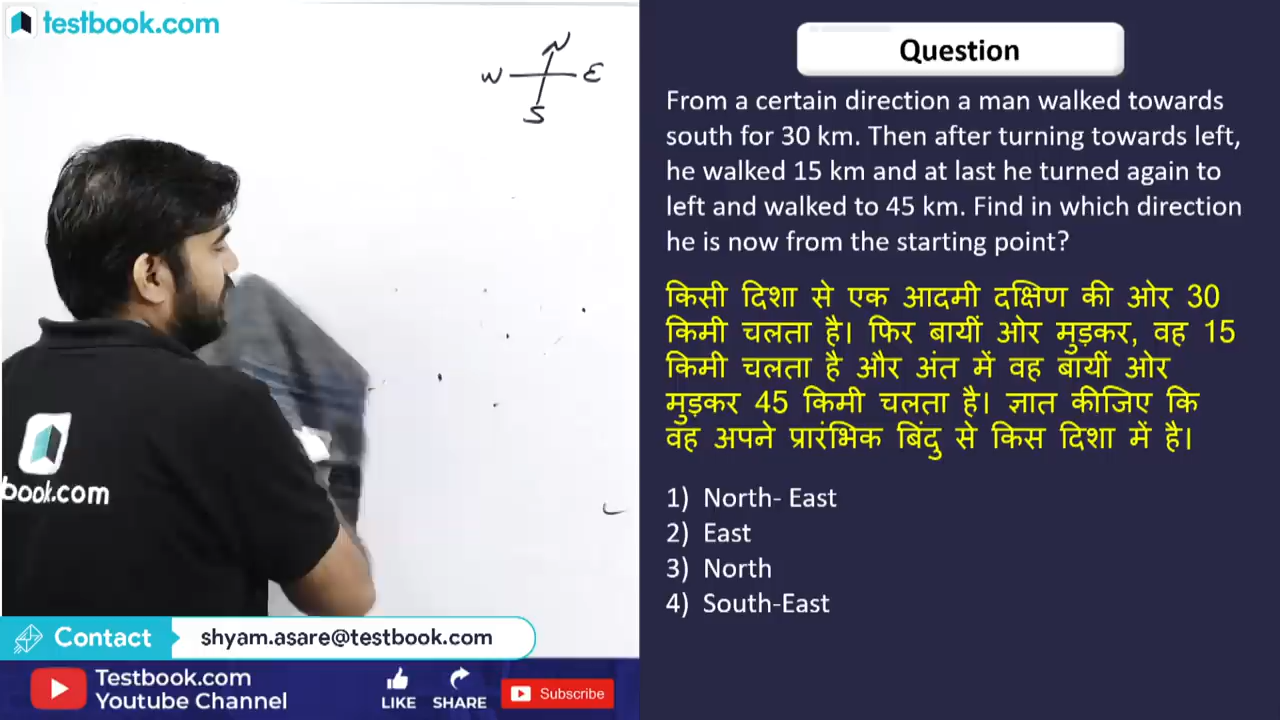 testbook.com
N
W E
S
book.com
Contact shyam.asare@testbook.com
Testbook.com
Youtube Channel
LIKE SHARE Subscribe
Question
From a certain direction a man walked towards
south for 30 km. Then after turning towards left,
he walked 15 km and at last he turned again to
left and walked to 45 km. Find in which direction
he is now from the starting point?
किसी दिशा से एक आदमी दक्षिण की ओर 30
किमी चलता है। फिर बायीं ओर मुड़कर, वह 15
किमी चलता है और अंत में वह बायीं ओर
मुड़कर 45 किमी चलता है। ज्ञात कीजिए कि
वह अपने प्रारंभिक बिंदु से किस दिशा में है।
1) North- East
2) East
3) North
4) South-East